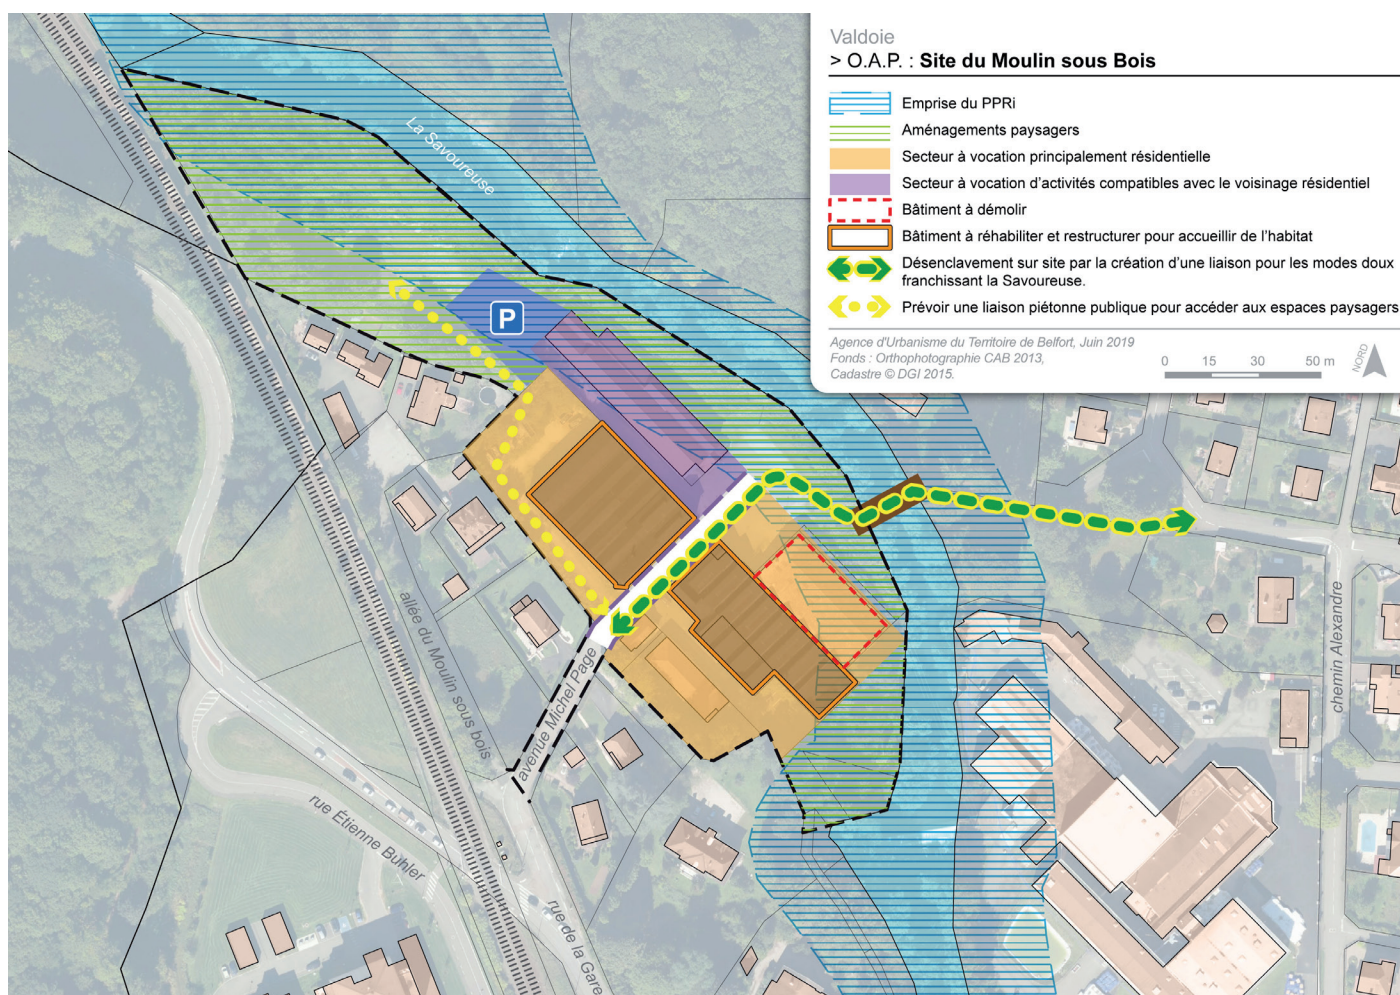 Valdoie
> O.A.P. : Site du Moulin sous Bois
Emprise du PPRi
Aménagements paysagers
Secteur à vocation principalement résidentielle
Secteur à vocation d'activités compatibles avec le voisinage résidentiel
Bâtiment à démolir
Bâtiment à réhabiliter et restructurer pour accueillir de l'habitat
Désenclavement sur site par la création d'une liaison pour les modes doux
franchissant la Savoureuse.
Prévoir une liaison piétonne publique pour accéder aux espaces paysagers
Agence d'Urbanisme du Territoire de Belfort, Juin 2019
Fonds : Orthophotographie CAB 2013,
Cadastre © DGI 2015.
0 15 30 50 m
NORD
La Savoureuse
P
allée du Moulin sous bois
avenue Michel Page
rue Étienne Buhler
rue de la Gare
chemin Alexandre